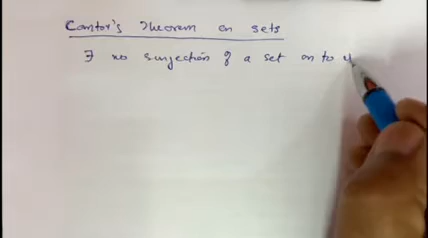 Cantor's Theorem on sets
∃ no surjection of a set on to